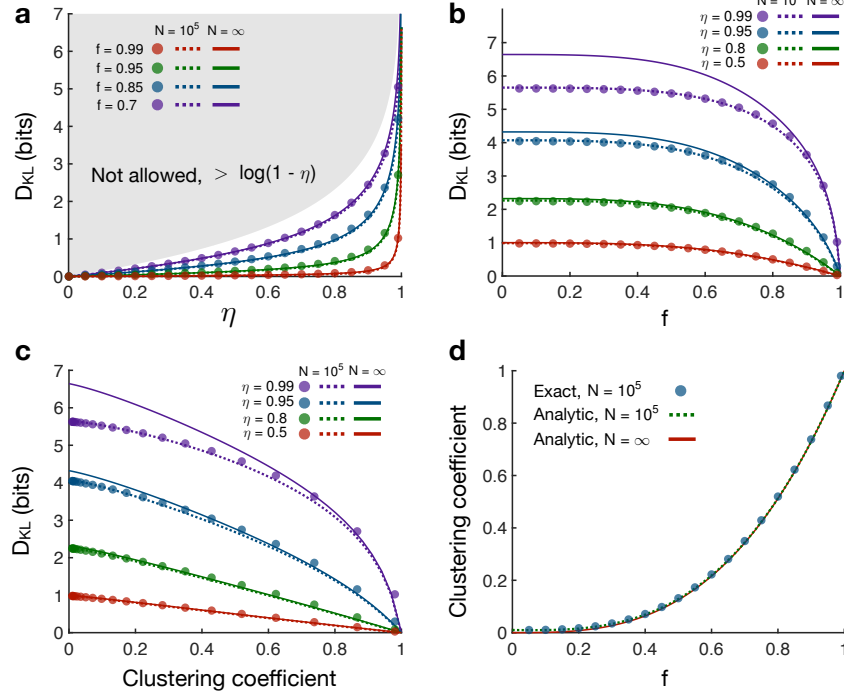 a
N = 10⁵ N = ∞
f = 0.99
f = 0.95
f = 0.85
f = 0.7
Not allowed, > log(1 - η)
D_KL (bits)
7
6
5
4
3
2
1
0
0 0.2 0.4 0.6 0.8 1
η
b
N = 10 N = ∞
η = 0.99
η = 0.95
η = 0.8
η = 0.5
D_KL (bits)
7
6
5
4
3
2
1
0
0 0.2 0.4 0.6 0.8 1
f
c
N = 10⁵ N = ∞
η = 0.99
η = 0.95
η = 0.8
η = 0.5
D_KL (bits)
7
6
5
4
3
2
1
0
0 0.2 0.4 0.6 0.8 1
Clustering coefficient
d
Exact, N = 10⁵
Analytic, N = 10⁵
Analytic, N = ∞
Clustering coefficient
1
0.8
0.6
0.4
0.2
0
0 0.2 0.4 0.6 0.8 1
f